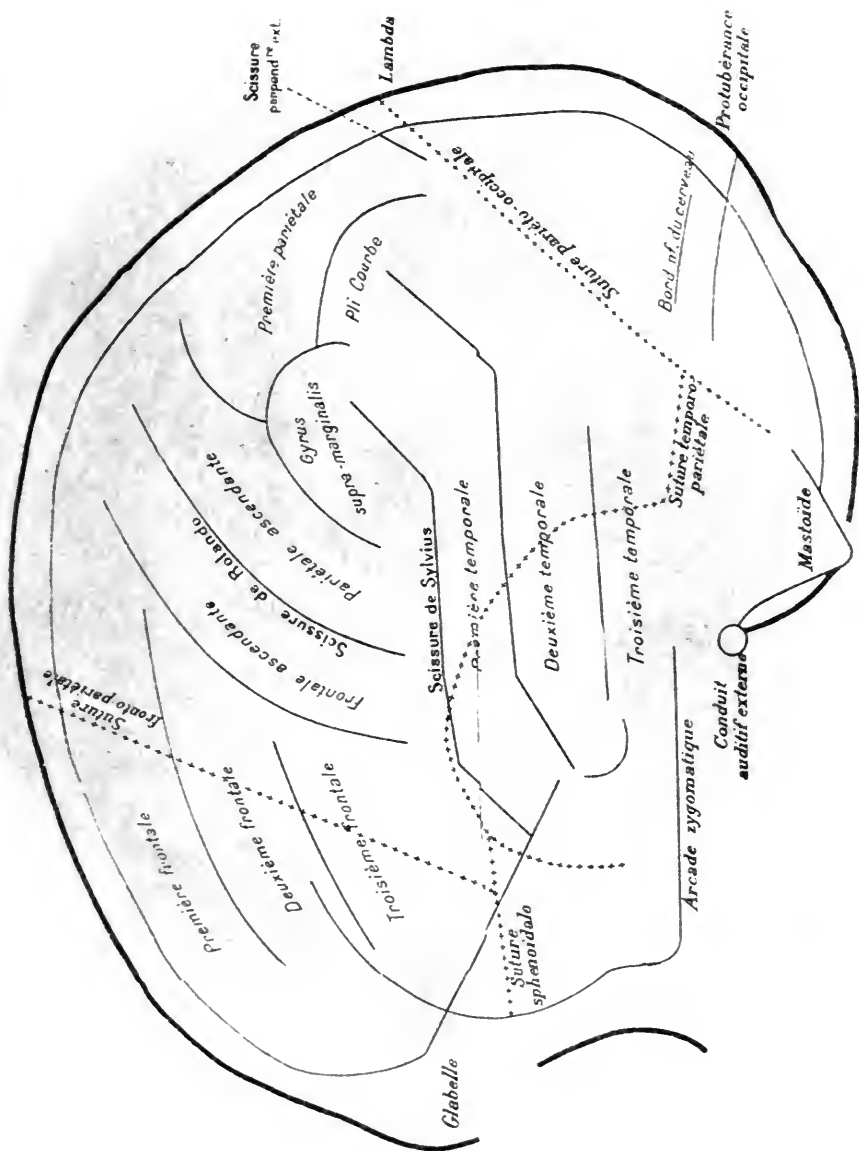 Scissure
perpend^re ext.
Lambda
Protubérance
occipitale
Suture pariéto-occipitale
Bord nf. du cerveau
Première pariétale
Pli Courbe
Gyrus
supra-marginalis
Pariétale ascendante
Scissure de Rolando
Frontale ascendante
Scissure de Sylvius
Première temporale
Deuxième temporale
Troisième temporale
Suture temporo
pariétale
Mastoïde
Conduit
auditif externe
Arcade zygomatique
Suture
fronto pariétale
Première frontale
Deuxième frontale
Troisième frontale
Suture
sphenoidale
Glabelle